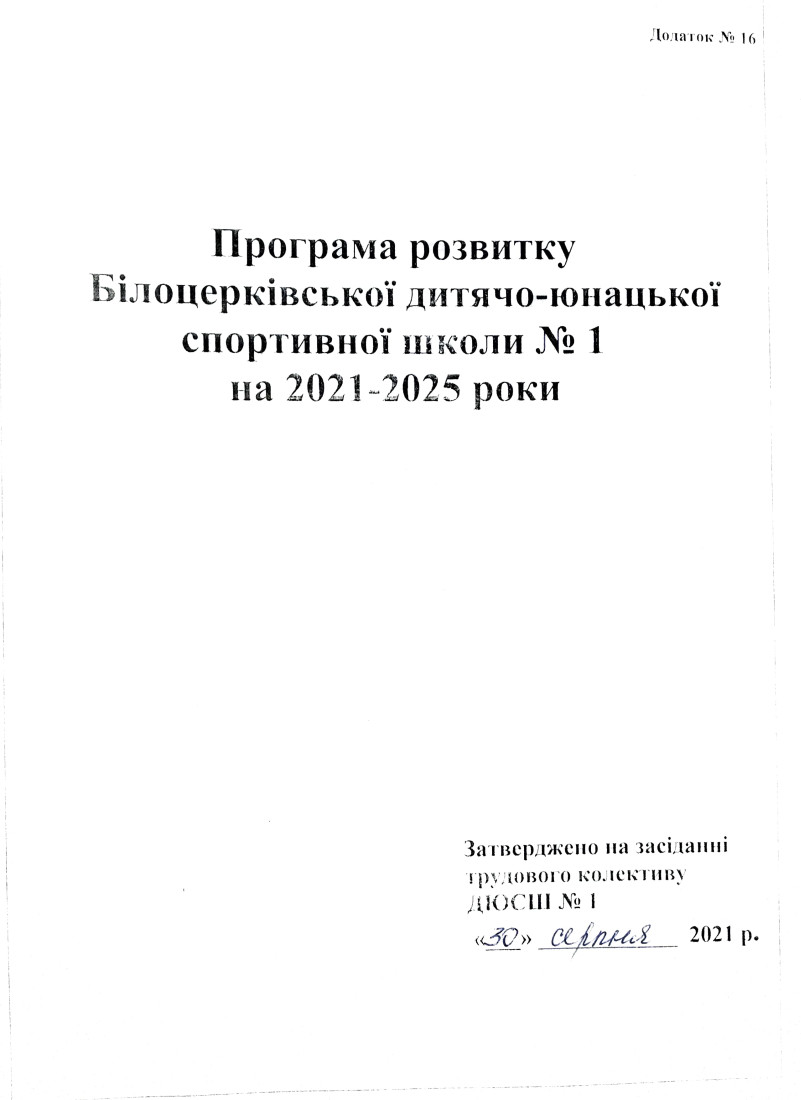 Додаток № 16
Програма розвитку
Білоцерківської дитячо-юнацької
спортивної школи № 1
на 2021-2025 роки
Затверджено на засіданні
трудового колективу
ДЮСШ № 1
«30» серпня 2021 р.